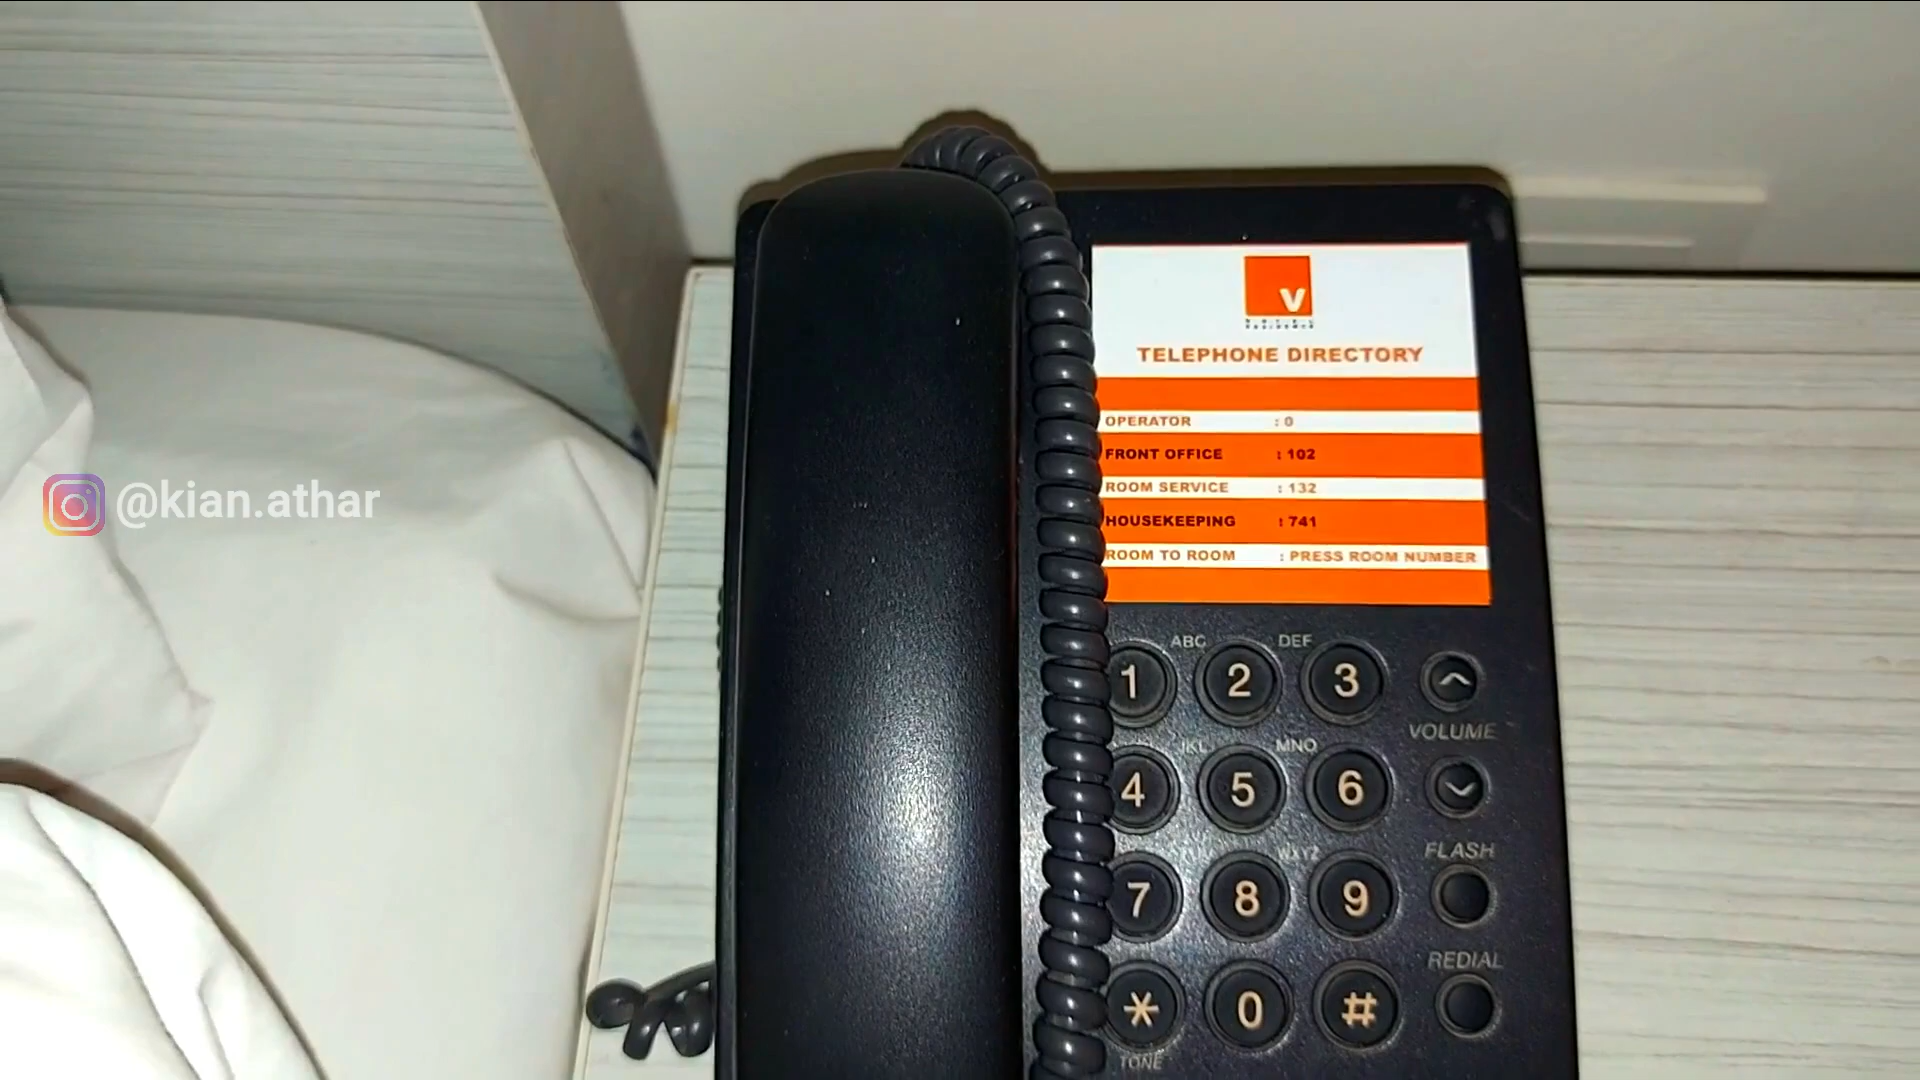 V
HOTEL
Residence
TELEPHONE DIRECTORY
OPERATOR : 0
FRONT OFFICE : 102
ROOM SERVICE : 132
HOUSEKEEPING : 741
ROOM TO ROOM : PRESS ROOM NUMBER
@kian.athar
ABC DEF
1 2 3
VOLUME
JKL MNO
4 5 6
WXYZ FLASH
7 8 9
REDIAL
* 0 #
TONE